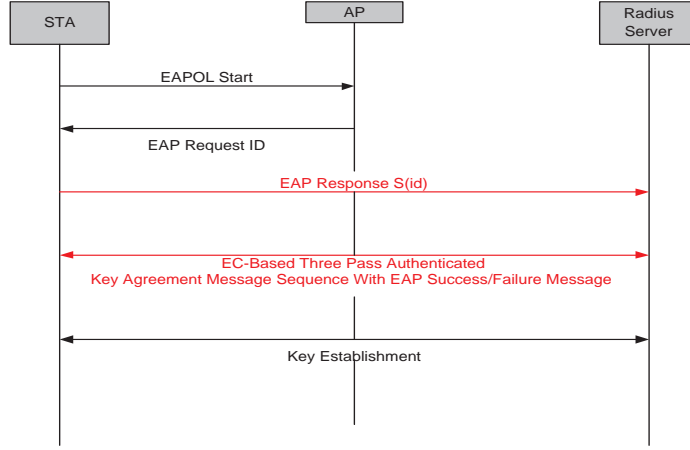 STA
AP
Radius
Server
EAPOL Start
EAP Request ID
EAP Response S(id)
EC-Based Three Pass Authenticated
Key Agreement Message Sequence With EAP Success/Failure Message
Key Establishment